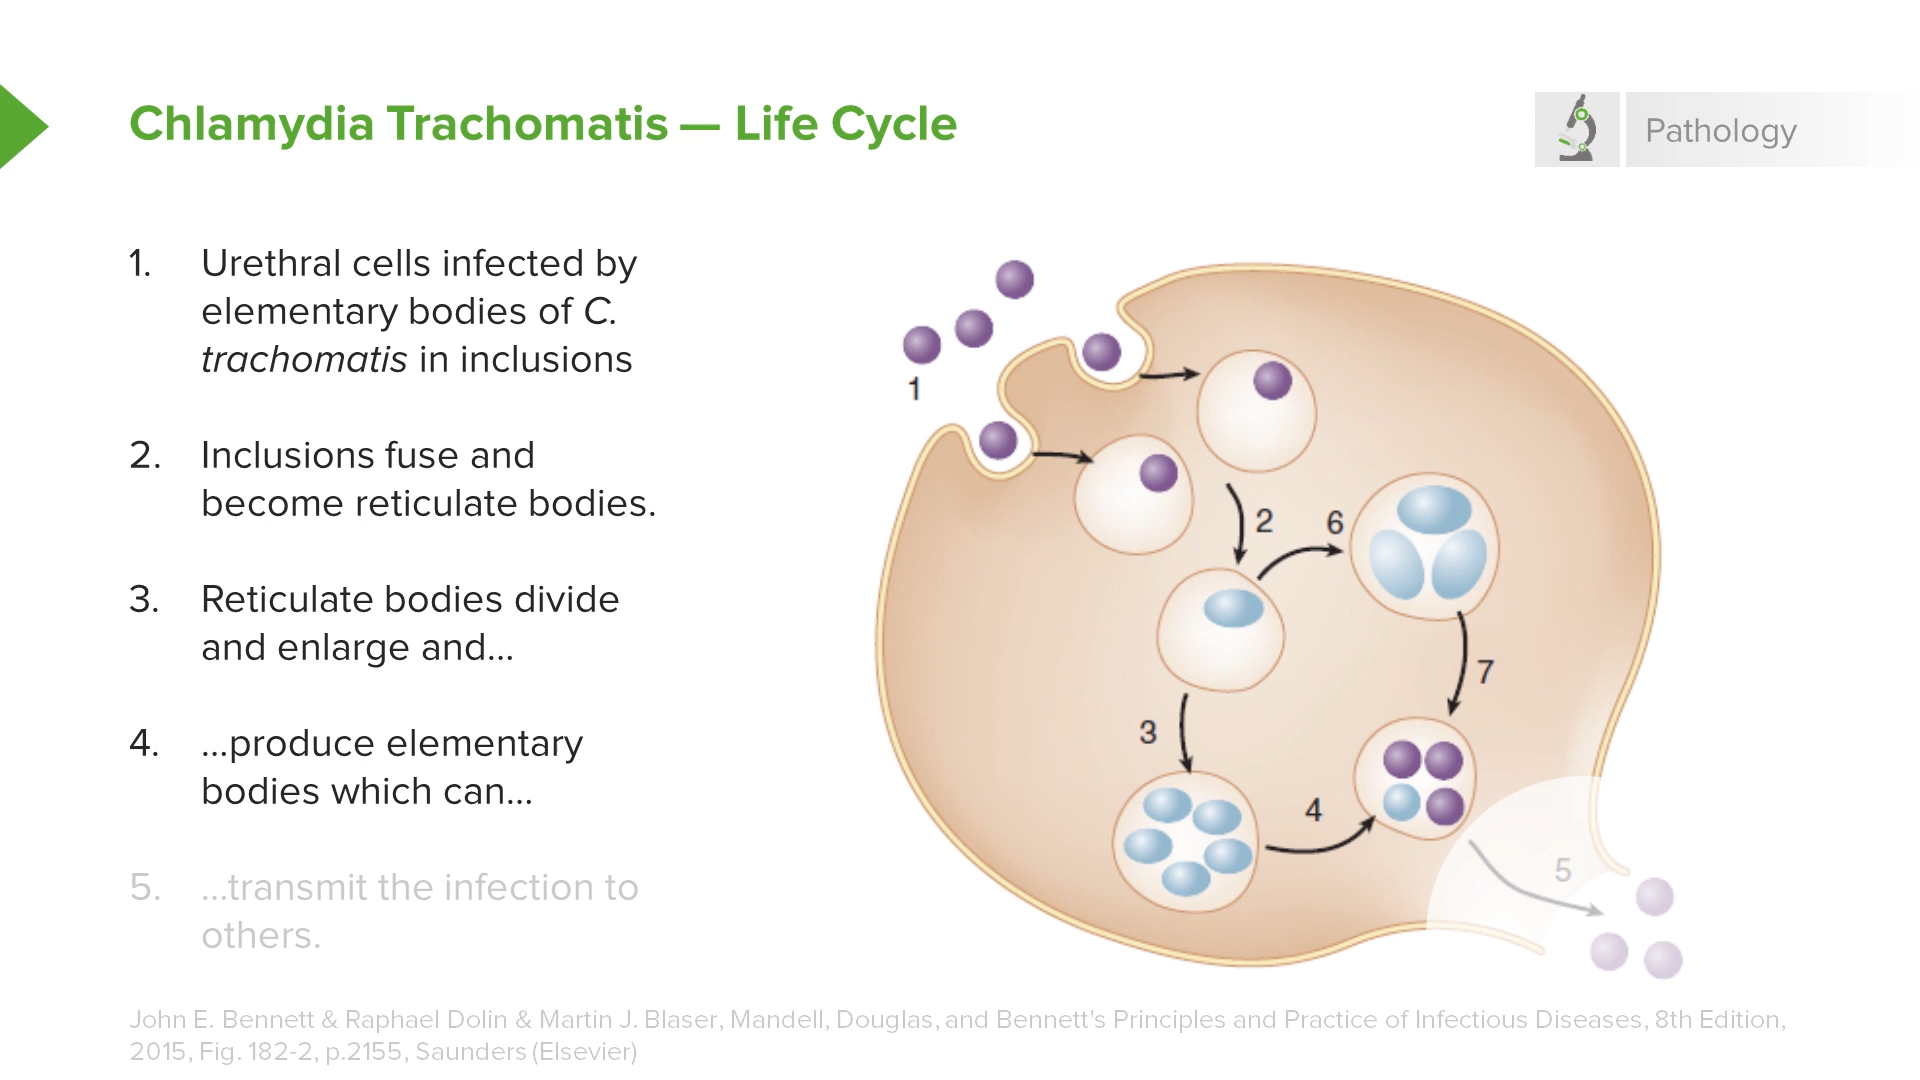 Chlamydia Trachomatis — Life Cycle
Pathology
1. Urethral cells infected by
elementary bodies of C.
trachomatis in inclusions
2. Inclusions fuse and
become reticulate bodies.
3. Reticulate bodies divide
and enlarge and...
4. ...produce elementary
bodies which can...
5. ...transmit the infection to
others.
1
2
6
7
3
4
5
John E. Bennett & Raphael Dolin & Martin J. Blaser, Mandell, Douglas, and Bennett's Principles and Practice of Infectious Diseases, 8th Edition,
2015, Fig. 182-2, p.2155, Saunders (Elsevier)